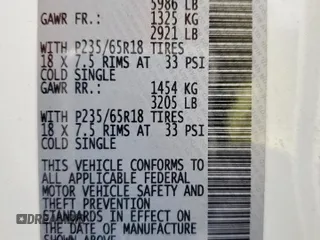 5986 LB
GAWR FR.: 1325 KG
2921 LB
WITH P235/65R18 TIRES
18 X 7.5 RIMS AT 33 PSI
COLD SINGLE
GAWR RR.: 1454 KG
3205 LB
WITH P235/65R18 TIRES
18 X 7.5 RIMS AT 33 PSI
COLD SINGLE
THIS VEHICLE CONFORMS TO
ALL APPLICABLE FEDERAL
MOTOR VEHICLE SAFETY AND
THEFT PREVENTION
STANDARDS IN EFFECT ON
THE DATE OF MANUFACTURE
SHOWN ABOVE